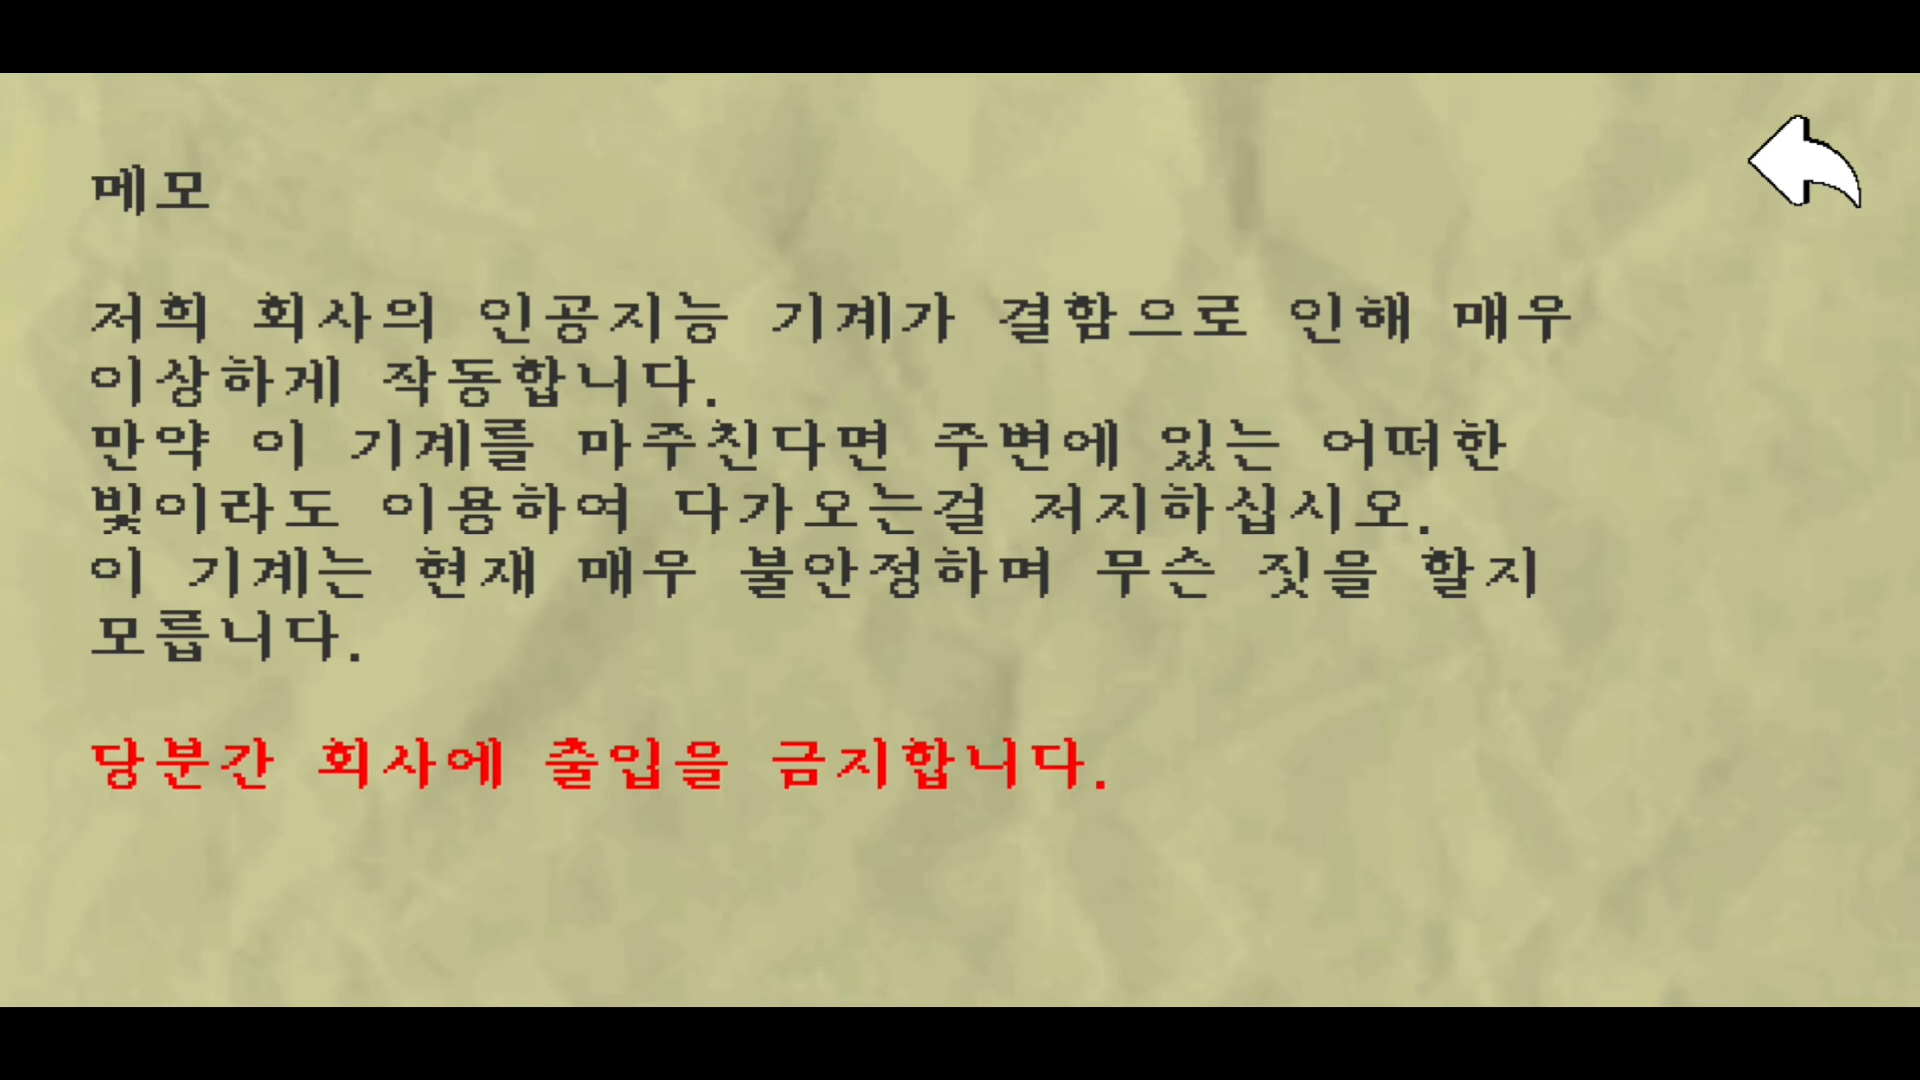 메모
저희 회사의 인공지능 기계가 결함으로 인해 매우
이상하게 작동합니다.
만약 이 기계를 마주친다면 주변에 있는 어떠한
빛이라도 이용하여 다가오는걸 저지하십시오.
이 기계는 현재 매우 불안정하며 무슨 짓을 할지
모릅니다.
당분간 회사에 출입을 금지합니다.